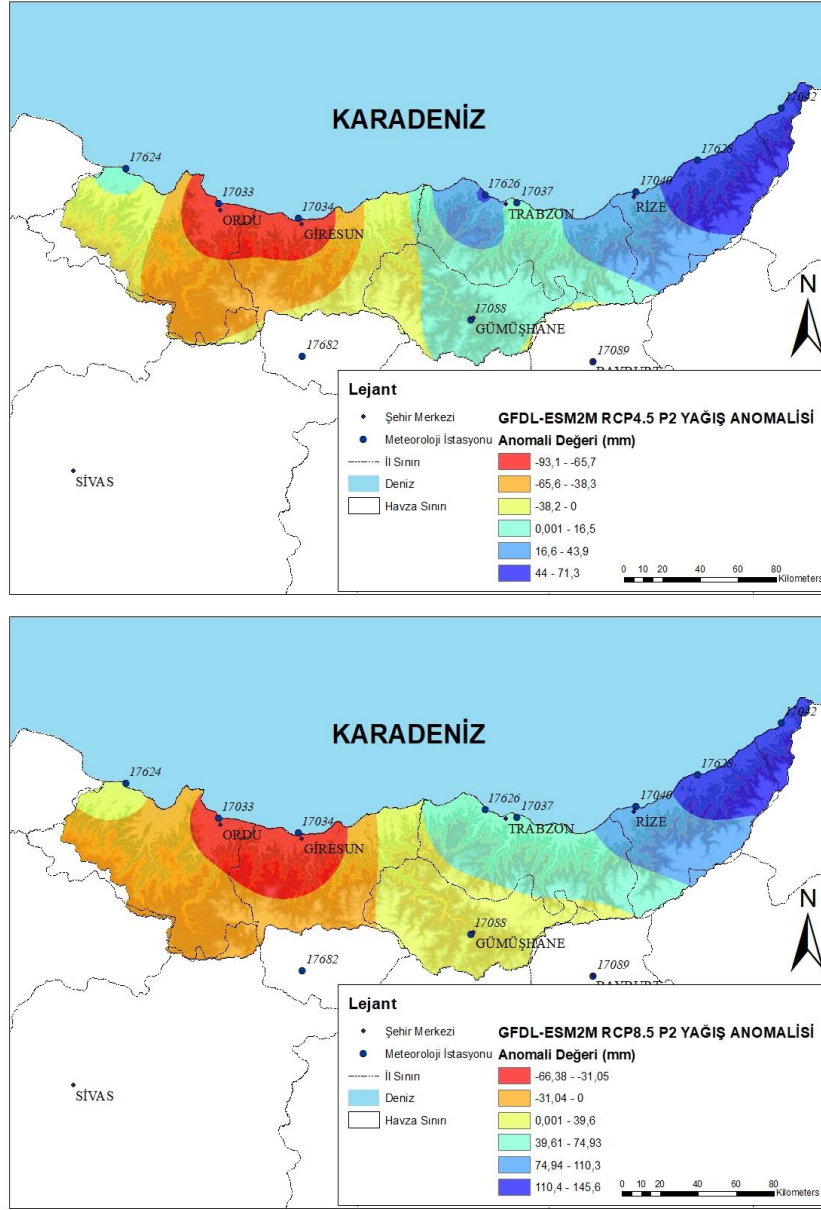 KARADENİZ
17042
17628
17624
17626
17040
17033
17037
17034
RİZE
ORDU
TRABZON
GİRESUN
N
17088
GÜMÜŞHANE
17682
17089
BAYBURT
SİVAS
Lejant
Şehir Merkezi
Meteoroloji İstasyonu
İl Sınırı
Deniz
Havza Sınırı
GFDL-ESM2M RCP4.5 P2 YAĞIŞ ANOMALİSİ
Anomali Değeri (mm)
-93,1 - -65,7
-65,6 - -38,3
-38,2 - 0
0,001 - 16,5
16,6 - 43,9
44 - 71,3
0 10 20 40 60 80
Kilometers
KARADENİZ
17042
17628
17624
17626
17040
17033
17037
17034
RİZE
ORDU
TRABZON
GİRESUN
N
17088
GÜMÜŞHANE
17682
17089
BAYBURT
SİVAS
Lejant
Şehir Merkezi
Meteoroloji İstasyonu
İl Sınırı
Deniz
Havza Sınırı
GFDL-ESM2M RCP8.5 P2 YAĞIŞ ANOMALİSİ
Anomali Değeri (mm)
-66,38 - -31,05
-31,04 - 0
0,001 - 39,6
39,61 - 74,93
74,94 - 110,3
110,4 - 145,6
0 10 20 40 60 80
Kilometers